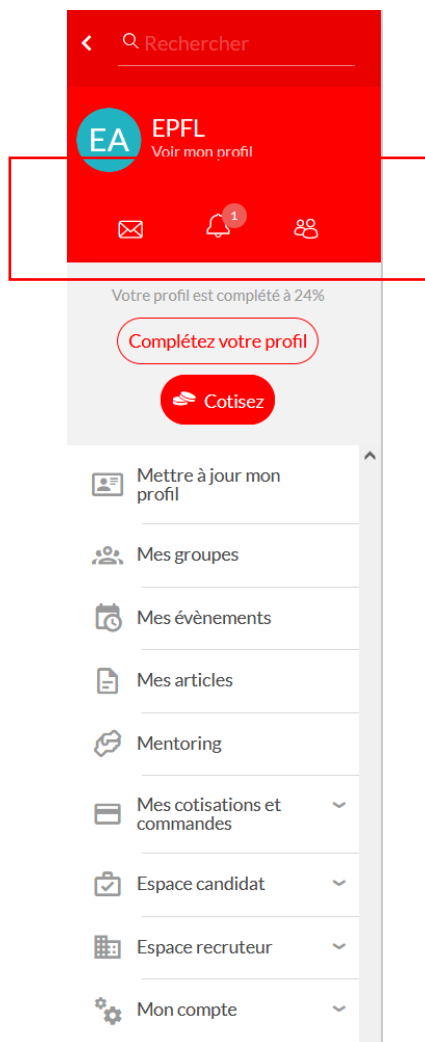 Rechercher
EA
EPFL
Voir mon profil
1
Votre profil est complété à 24%
Complétez votre profil
Cotisez
Mettre à jour mon
profil
Mes groupes
Mes évènements
Mes articles
Mentoring
Mes cotisations et
commandes
Espace candidat
Espace recruteur
Mon compte